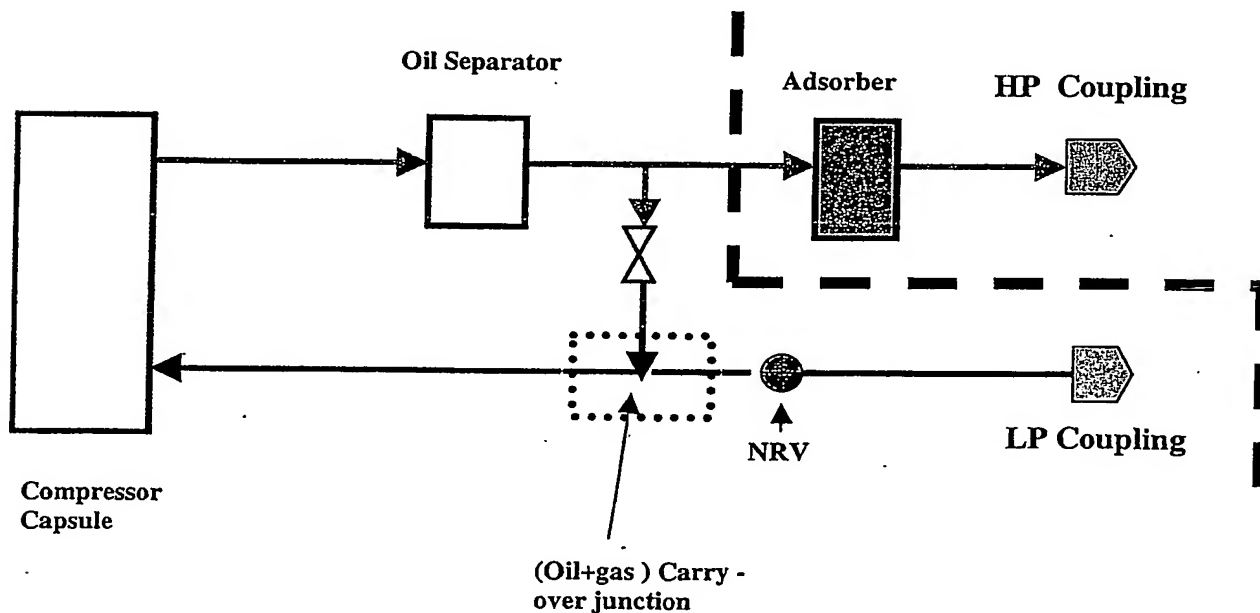 Oil Separator
Adsorber
HP Coupling
NRV
LP Coupling
Compressor
Capsule
(Oil+gas ) Carry -
over junction